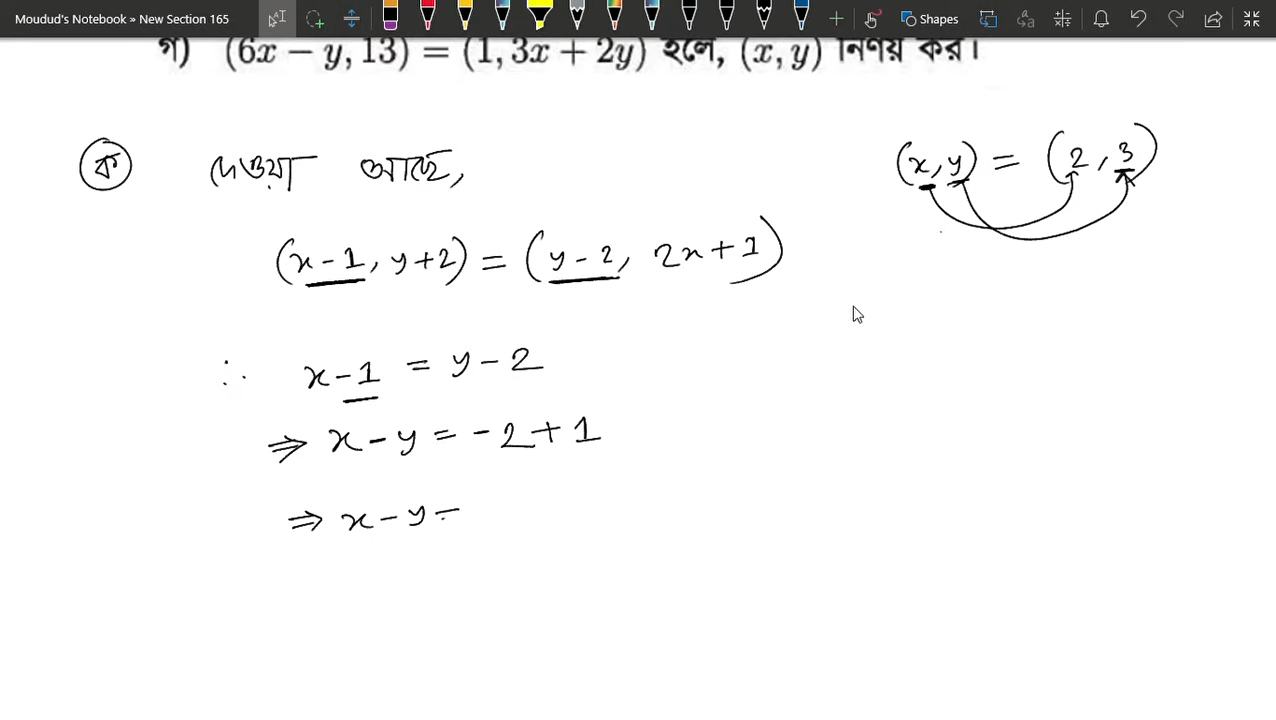 Moudud's Notebook » New Section 165
Shapes
গ) (6x − y, 13) = (1, 3x + 2y) হলে, (x, y) নির্ণয় কর।
ক দেওয়া আছে,
(x, y) = (2, 3)
(x-1, y+2) = (y-2, 2x+1)
∴ x-1 = y-2
⇒ x-y = -2+1
⇒ x-y=